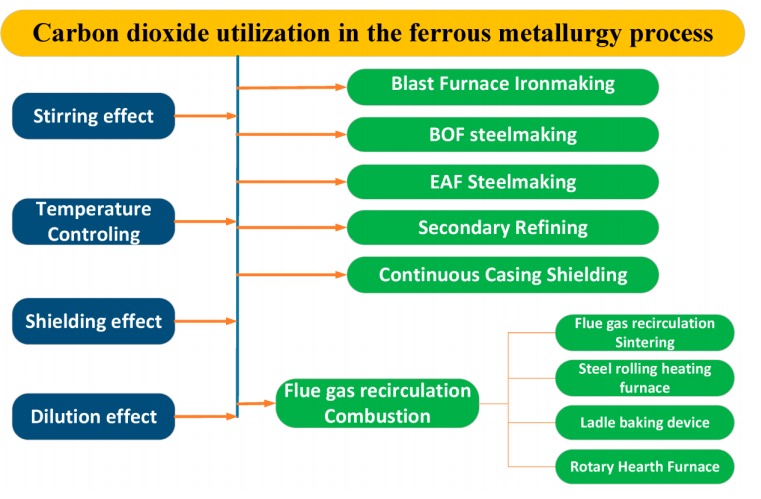 Carbon dioxide utilization in the ferrous metallurgy process
Stirring effect
Temperature
Controling
Shielding effect
Dilution effect
Blast Furnace Ironmaking
BOF steelmaking
EAF Steelmaking
Secondary Refining
Continuous Casing Shielding
Flue gas recirculation
Combustion
Flue gas recirculation
Sintering
Steel rolling heating
furnace
Ladle baking device
Rotary Hearth Furnace